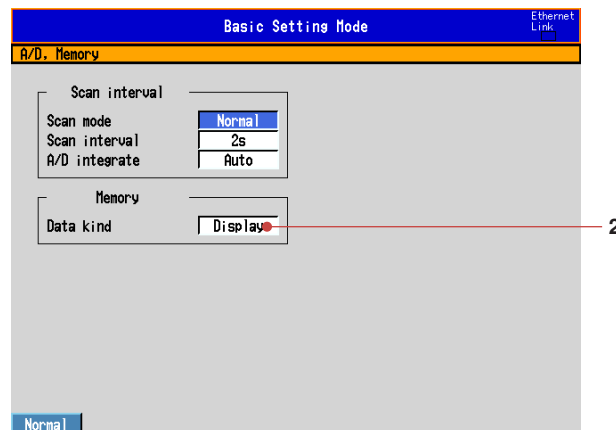 Basic Setting Mode
Ethernet
Link
A/D, Memory
Scan interval
Scan mode Normal
Scan interval 2s
A/D integrate Auto
Memory
Data kind Display
2
Normal